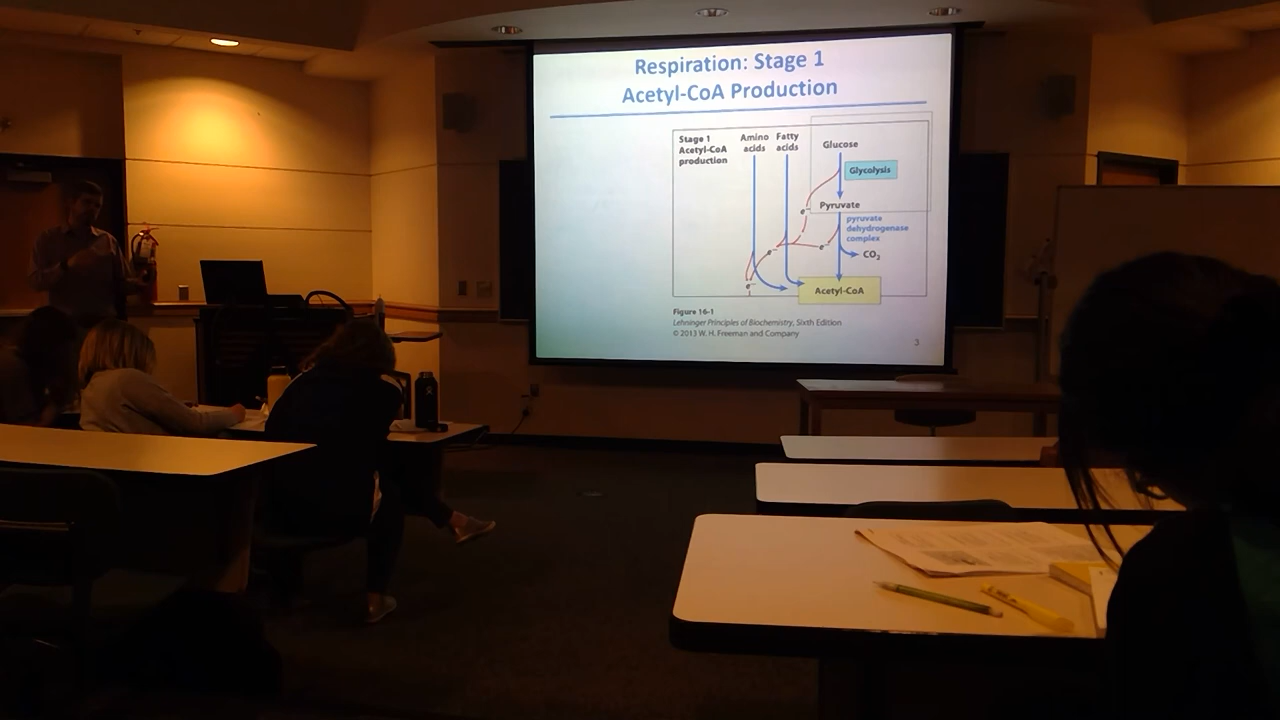 Respiration: Stage 1
Acetyl-CoA Production
Stage 1
Acetyl-CoA
production
Amino
acids
Fatty
acids
Glucose
Glycolysis
e⁻
Pyruvate
pyruvate
dehydrogenase
complex
e⁻
e⁻
CO₂
e⁻
Acetyl-CoA
Figure 16-1
Lehninger Principles of Biochemistry, Sixth Edition
© 2013 W. H. Freeman and Company
3